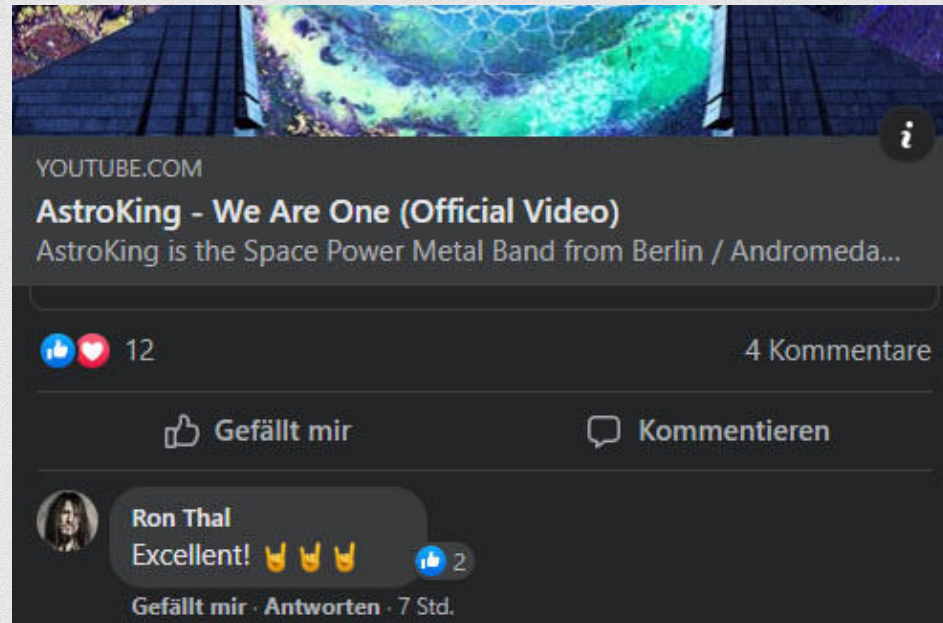 YOUTUBE.COM
AstroKing - We Are One (Official Video)
AstroKing is the Space Power Metal Band from Berlin / Andromeda...
12
4 Kommentare
Gefällt mir
Kommentieren
Ron Thal
Excellent! 🤘🤘🤘
2
Gefällt mir · Antworten · 7 Std.